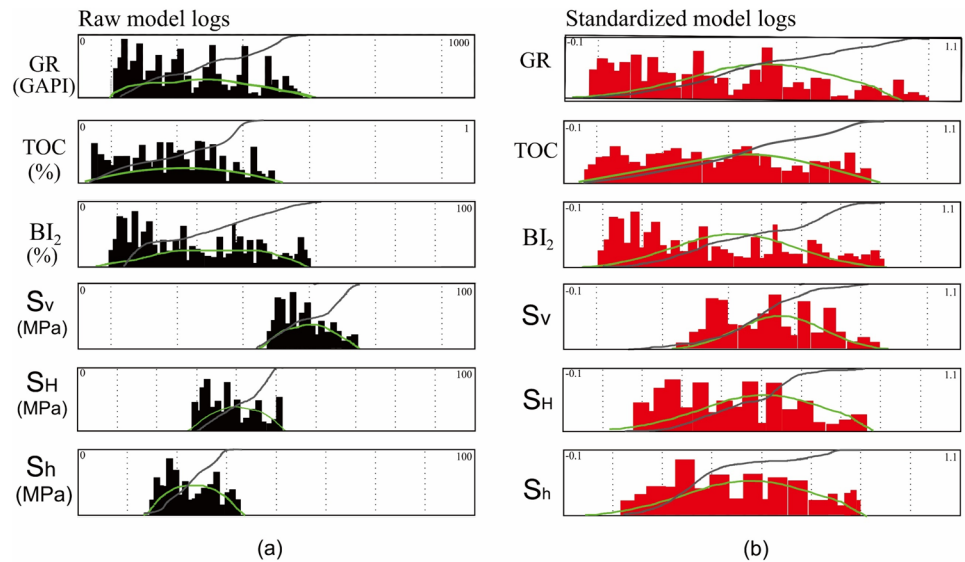 Raw model logs
Standardized model logs
GR
(GAPI)
0
1000
GR
-0.1
1.1
TOC
(%)
0
1
TOC
-0.1
1.1
BI₂
(%)
0
100
BI₂
-0.1
1.1
Sv
(MPa)
0
100
Sv
-0.1
1.1
SH
(MPa)
0
100
SH
-0.1
1.1
Sh
(MPa)
0
100
Sh
-0.1
1.1
(a)
(b)